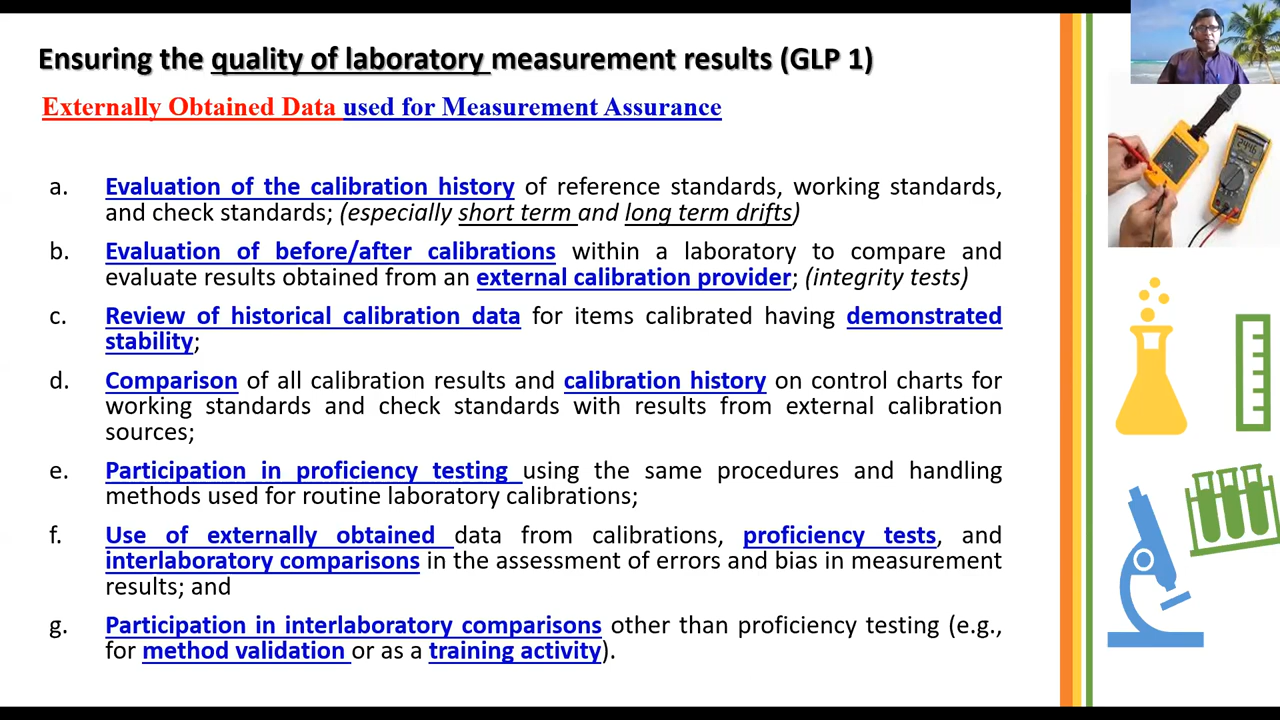 Ensuring the quality of laboratory measurement results (GLP 1)
Externally Obtained Data used for Measurement Assurance
a. Evaluation of the calibration history of reference standards, working standards,
and check standards; (especially short term and long term drifts)
b. Evaluation of before/after calibrations within a laboratory to compare and
evaluate results obtained from an external calibration provider; (integrity tests)
c. Review of historical calibration data for items calibrated having demonstrated
stability;
d. Comparison of all calibration results and calibration history on control charts for
working standards and check standards with results from external calibration
sources;
e. Participation in proficiency testing using the same procedures and handling
methods used for routine laboratory calibrations;
f. Use of externally obtained data from calibrations, proficiency tests, and
interlaboratory comparisons in the assessment of errors and bias in measurement
results; and
g. Participation in interlaboratory comparisons other than proficiency testing (e.g.,
for method validation or as a training activity).